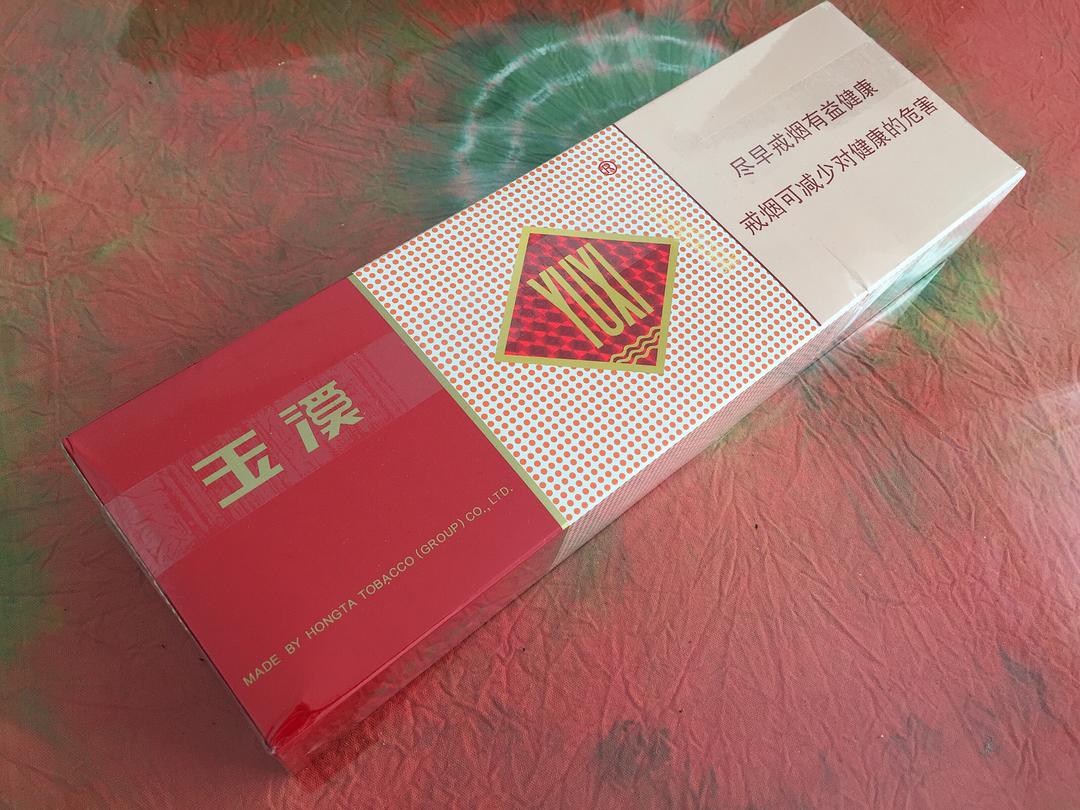 玉溪
MADE BY HONGTA TOBACCO (GROUP) CO., LTD.
®
YUXI
尽早戒烟有益健康
戒烟可减少对健康的危害